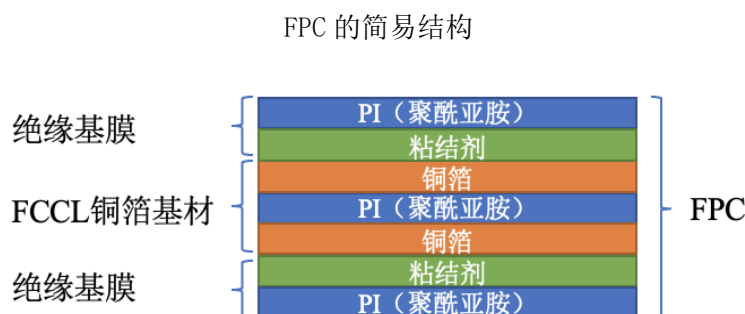 FPC 的简易结构
绝缘基膜
FCCL铜箔基材
绝缘基膜
PI（聚酰亚胺）
粘结剂
铜箔
PI（聚酰亚胺）
铜箔
粘结剂
PI（聚酰亚胺）
FPC